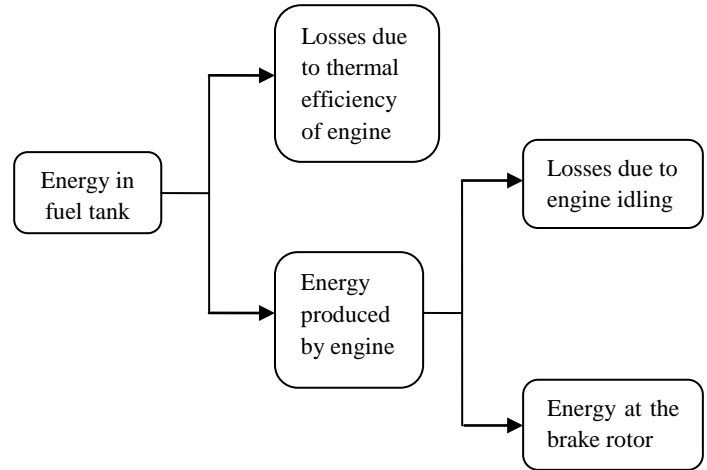 Losses due
to thermal
efficiency
of engine
Energy in
fuel tank
Losses due to
engine idling
Energy
produced
by engine
Energy at the
brake rotor